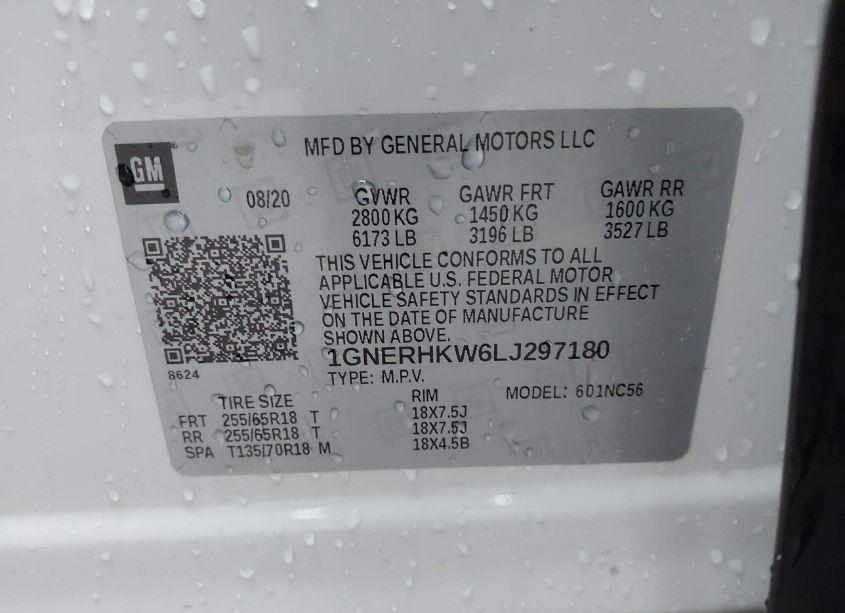 GM
MFD BY GENERAL MOTORS LLC
08/20
GVWR GAWR FRT GAWR RR
2800 KG 1450 KG 1600 KG
6173 LB 3196 LB 3527 LB
THIS VEHICLE CONFORMS TO ALL
APPLICABLE U.S. FEDERAL MOTOR
VEHICLE SAFETY STANDARDS IN EFFECT
ON THE DATE OF MANUFACTURE
SHOWN ABOVE.
1GNERHKW6LJ297180
8624
TYPE: M.P.V.
MODEL: 601NC56
TIRE SIZE RIM
FRT 255/65R18 T 18X7.5J
RR 255/65R18 T 18X7.5J
SPA T135/70R18 M 18X4.5B